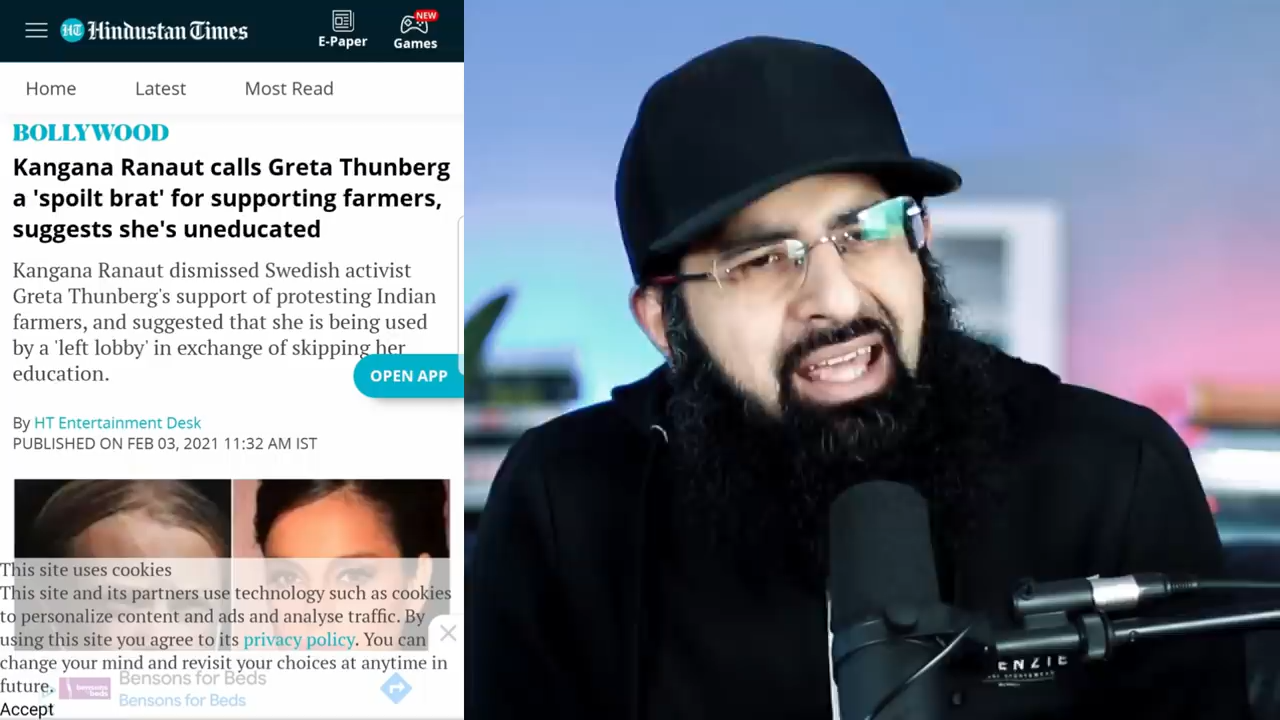 HT Hindustan Times
E-Paper
NEW
Games
Home Latest Most Read
BOLLYWOOD
Kangana Ranaut calls Greta Thunberg
a 'spoilt brat' for supporting farmers,
suggests she's uneducated
Kangana Ranaut dismissed Swedish activist
Greta Thunberg's support of protesting Indian
farmers, and suggested that she is being used
by a 'left lobby' in exchange of skipping her
education.
OPEN APP
By HT Entertainment Desk
PUBLISHED ON FEB 03, 2021 11:32 AM IST
This site uses cookies
This site and its partners use technology such as cookies
to personalize content and ads and analyse traffic. By
using this site you agree to its privacy policy. You can
change your mind and revisit your choices at anytime in
future.
bensons
for beds
Bensons for Beds
Bensons for Beds
Accept
ENZIE